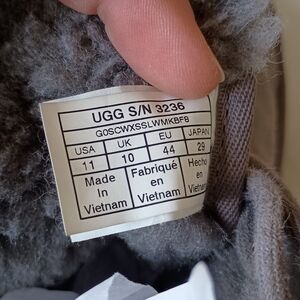 UGG S/N 3236
G0SCWXSSLWMKBFB
USA UK EU JAPAN
11 10 44 29
Made Fabriqué Hecho
In en en
Vietnam Vietnam Vietnam